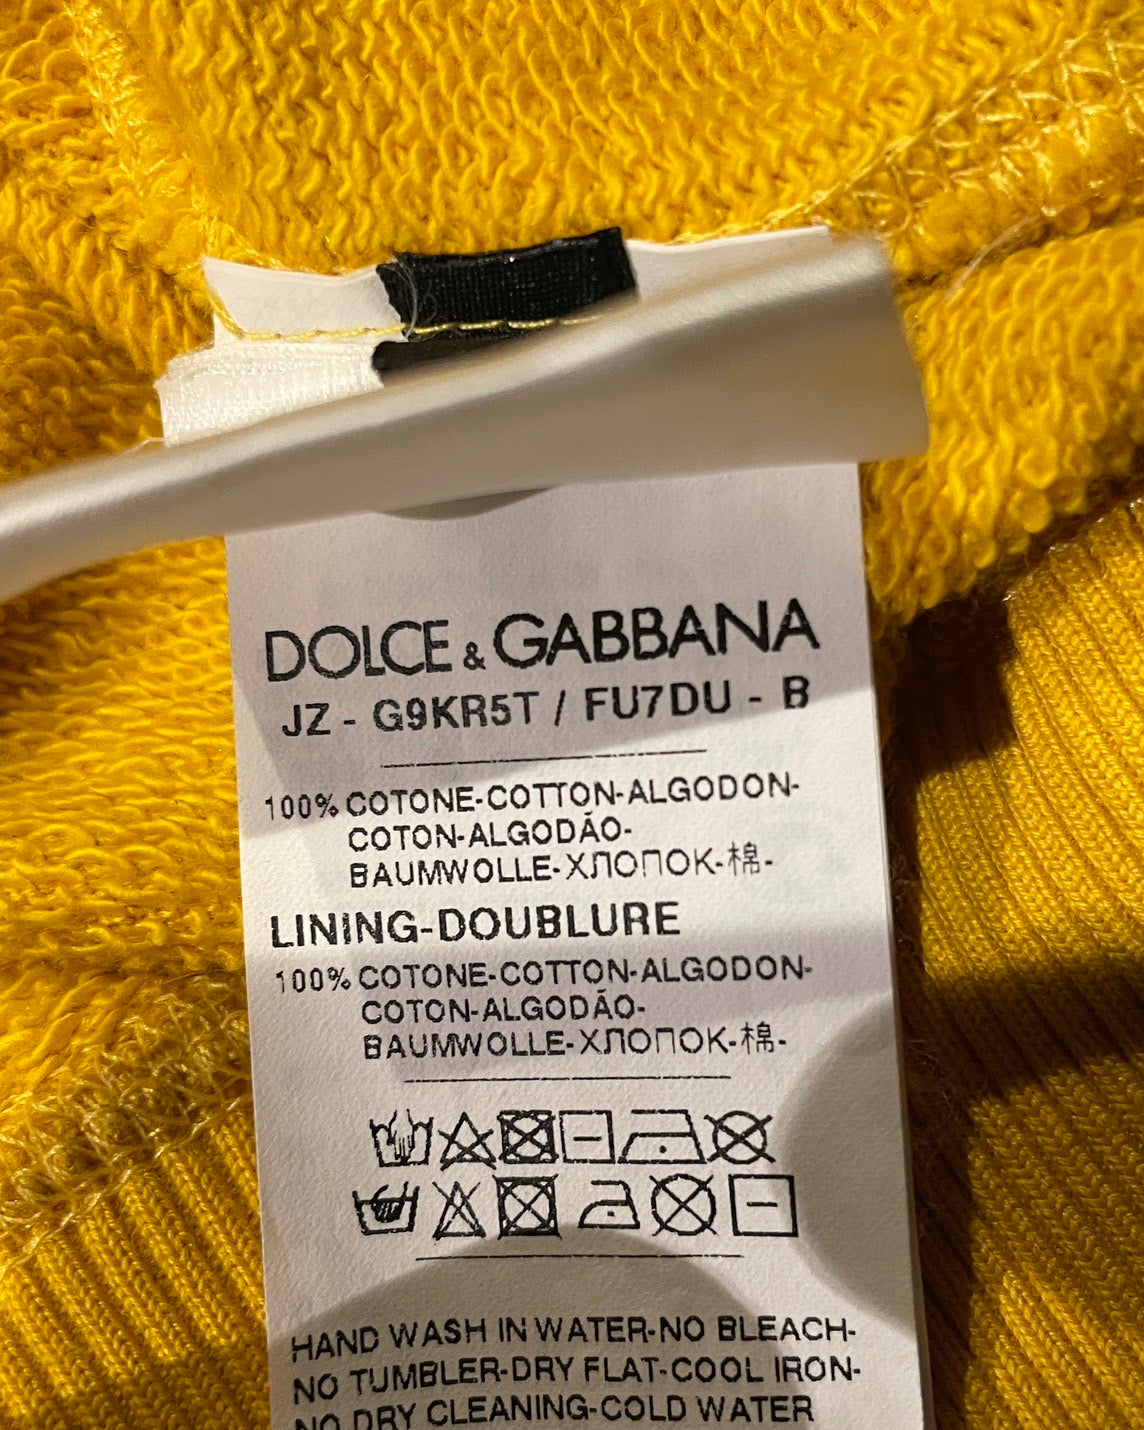 DOLCE & GABBANA
JZ - G9KR5T / FU7DU - B
100% COTONE-COTTON-ALGODON-
COTON-ALGODÃO-
BAUMWOLLE-ХЛОПОК-棉-
LINING-DOUBLURE
100% COTONE-COTTON-ALGODON-
COTON-ALGODÃO-
BAUMWOLLE-ХЛОПОК-棉-
HAND WASH IN WATER-NO BLEACH-
NO TUMBLER-DRY FLAT-COOL IRON-
NO DRY CLEANING-COLD WATER